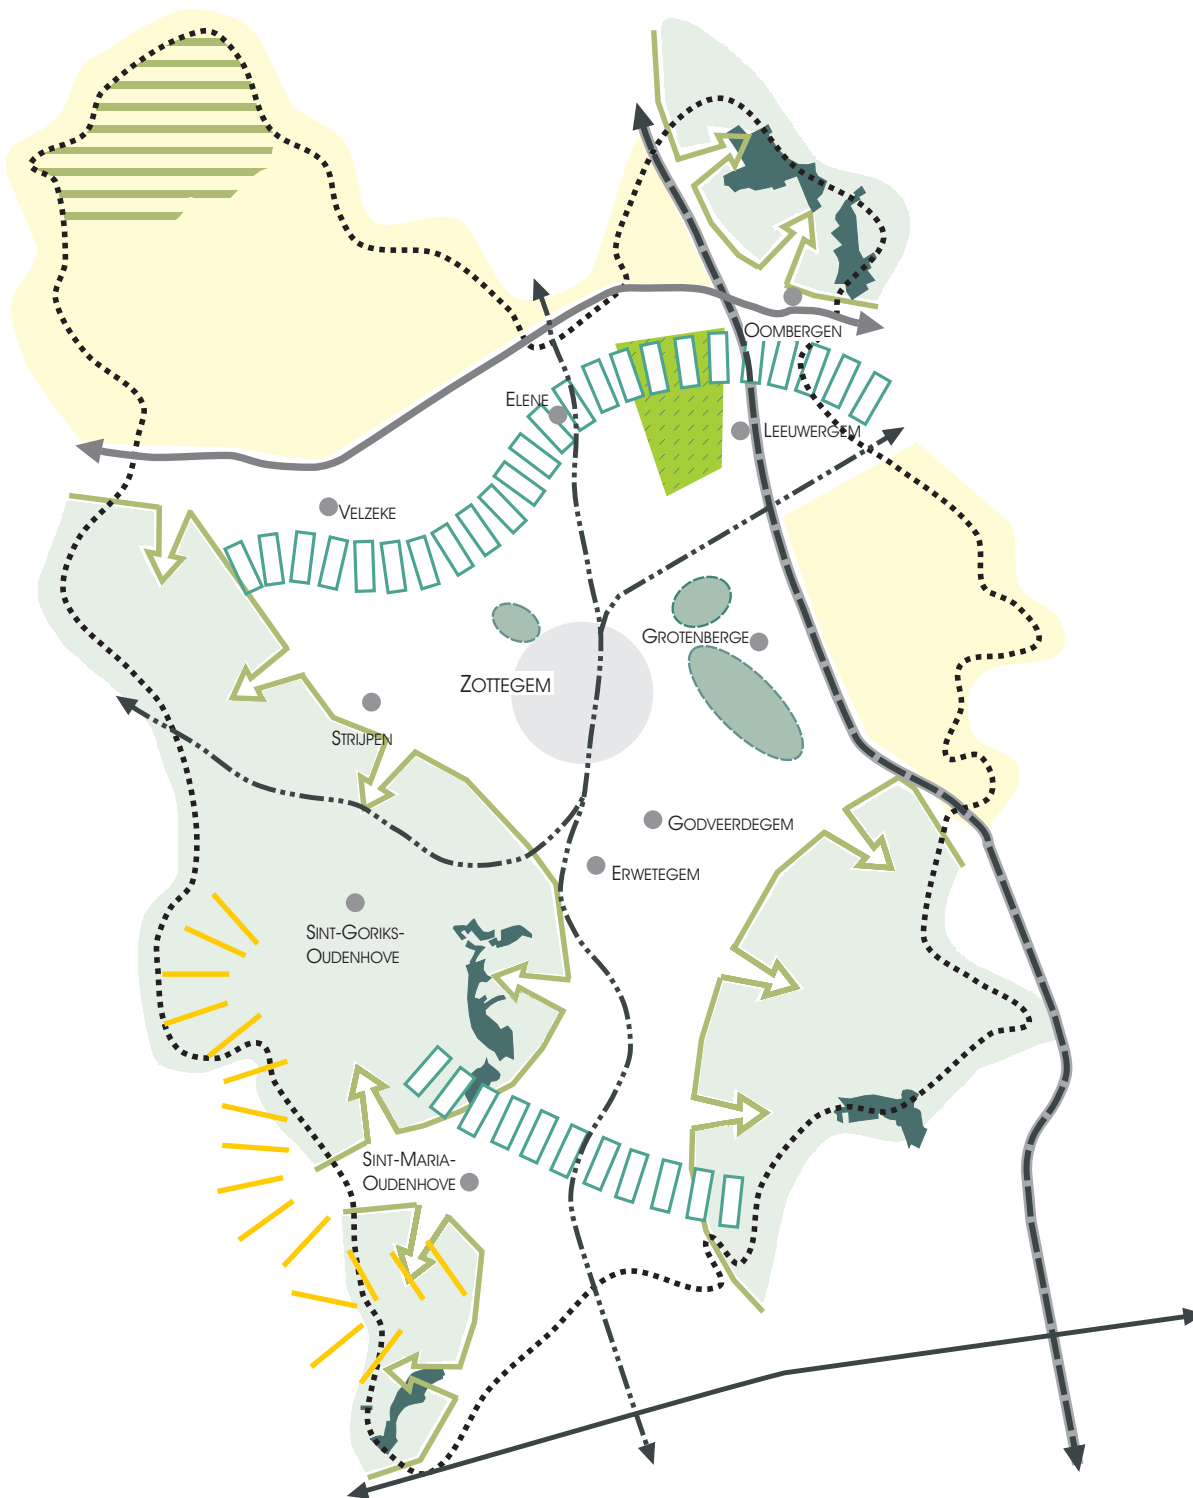 Oombergen
Elene
Leeuwergem
Velzeke
Grotenberge
Zottegem
Strijpen
Godveerdegem
Erwetegem
Sint-Goriks-
Oudenhove
Sint-Maria-
Oudenhove